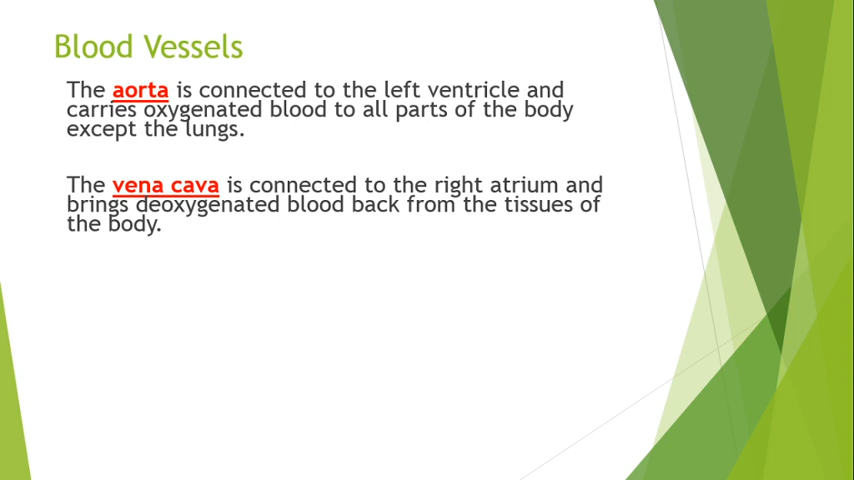 Blood Vessels
The aorta is connected to the left ventricle and
carries oxygenated blood to all parts of the body
except the lungs.
The vena cava is connected to the right atrium and
brings deoxygenated blood back from the tissues of
the body.